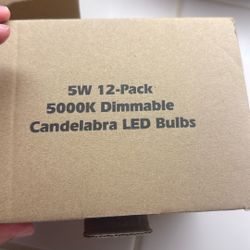 5W 12-Pack
5000K Dimmable
Candelabra LED Bulbs